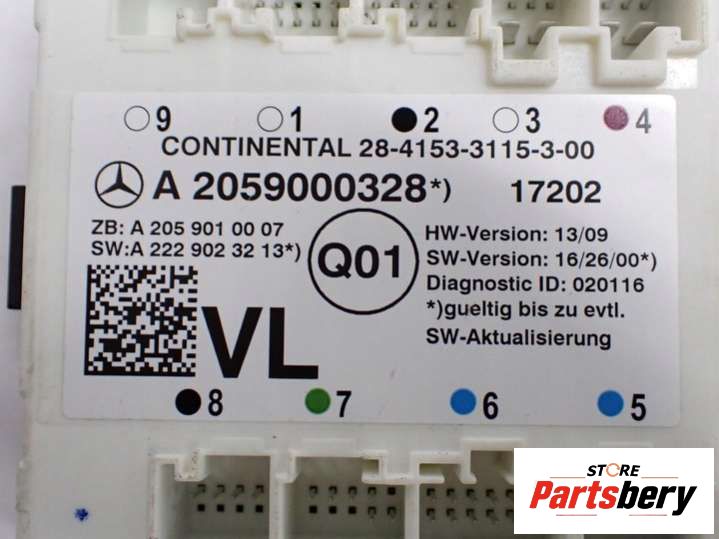 9 1 2 3 4
CONTINENTAL 28-4153-3115-3-00
A 2059000328*) 17202
ZB: A 205 901 00 07
SW:A 222 902 32 13*)
Q01
HW-Version: 13/09
SW-Version: 16/26/00*)
Diagnostic ID: 020116
*)gueltig bis zu evtl.
SW-Aktualisierung
VL
8 7 6 5
STORE
Partsbery